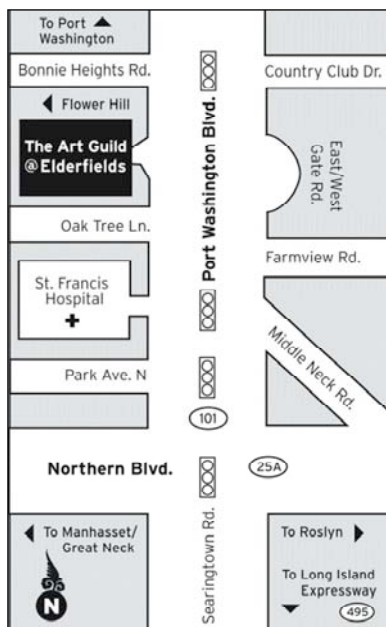 To Port
Washington
Bonnie Heights Rd.
Country Club Dr.
Flower Hill
The Art Guild
@Elderfields
Port Washington Blvd.
East/West
Gate Rd.
Oak Tree Ln.
Farmview Rd.
St. Francis
Hospital
Middle Neck Rd.
Park Ave. N
101
Northern Blvd.
25A
To Manhasset/
Great Neck
N
Searingtown Rd.
To Roslyn
To Long Island
Expressway
495